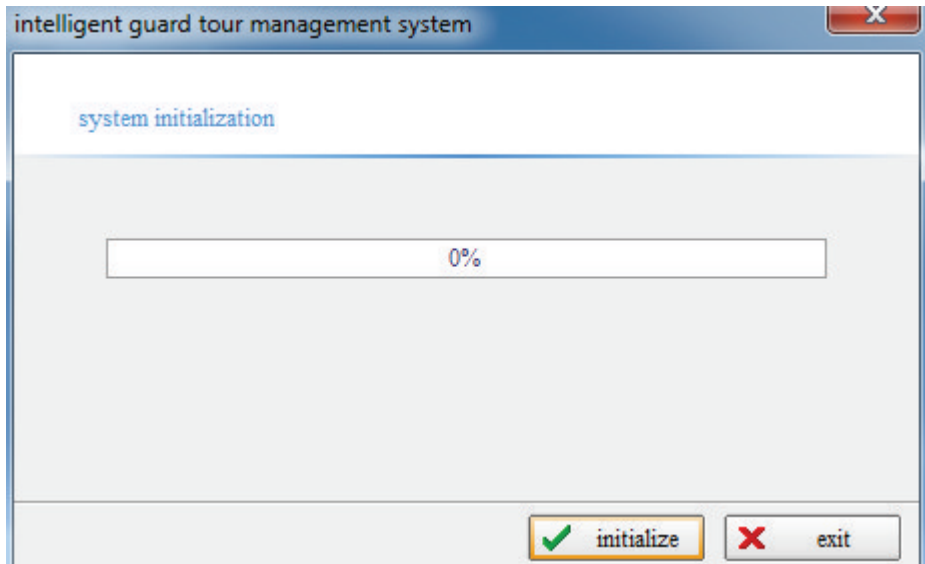 intelligent guard tour management system
system initialization
0%
initialize
exit